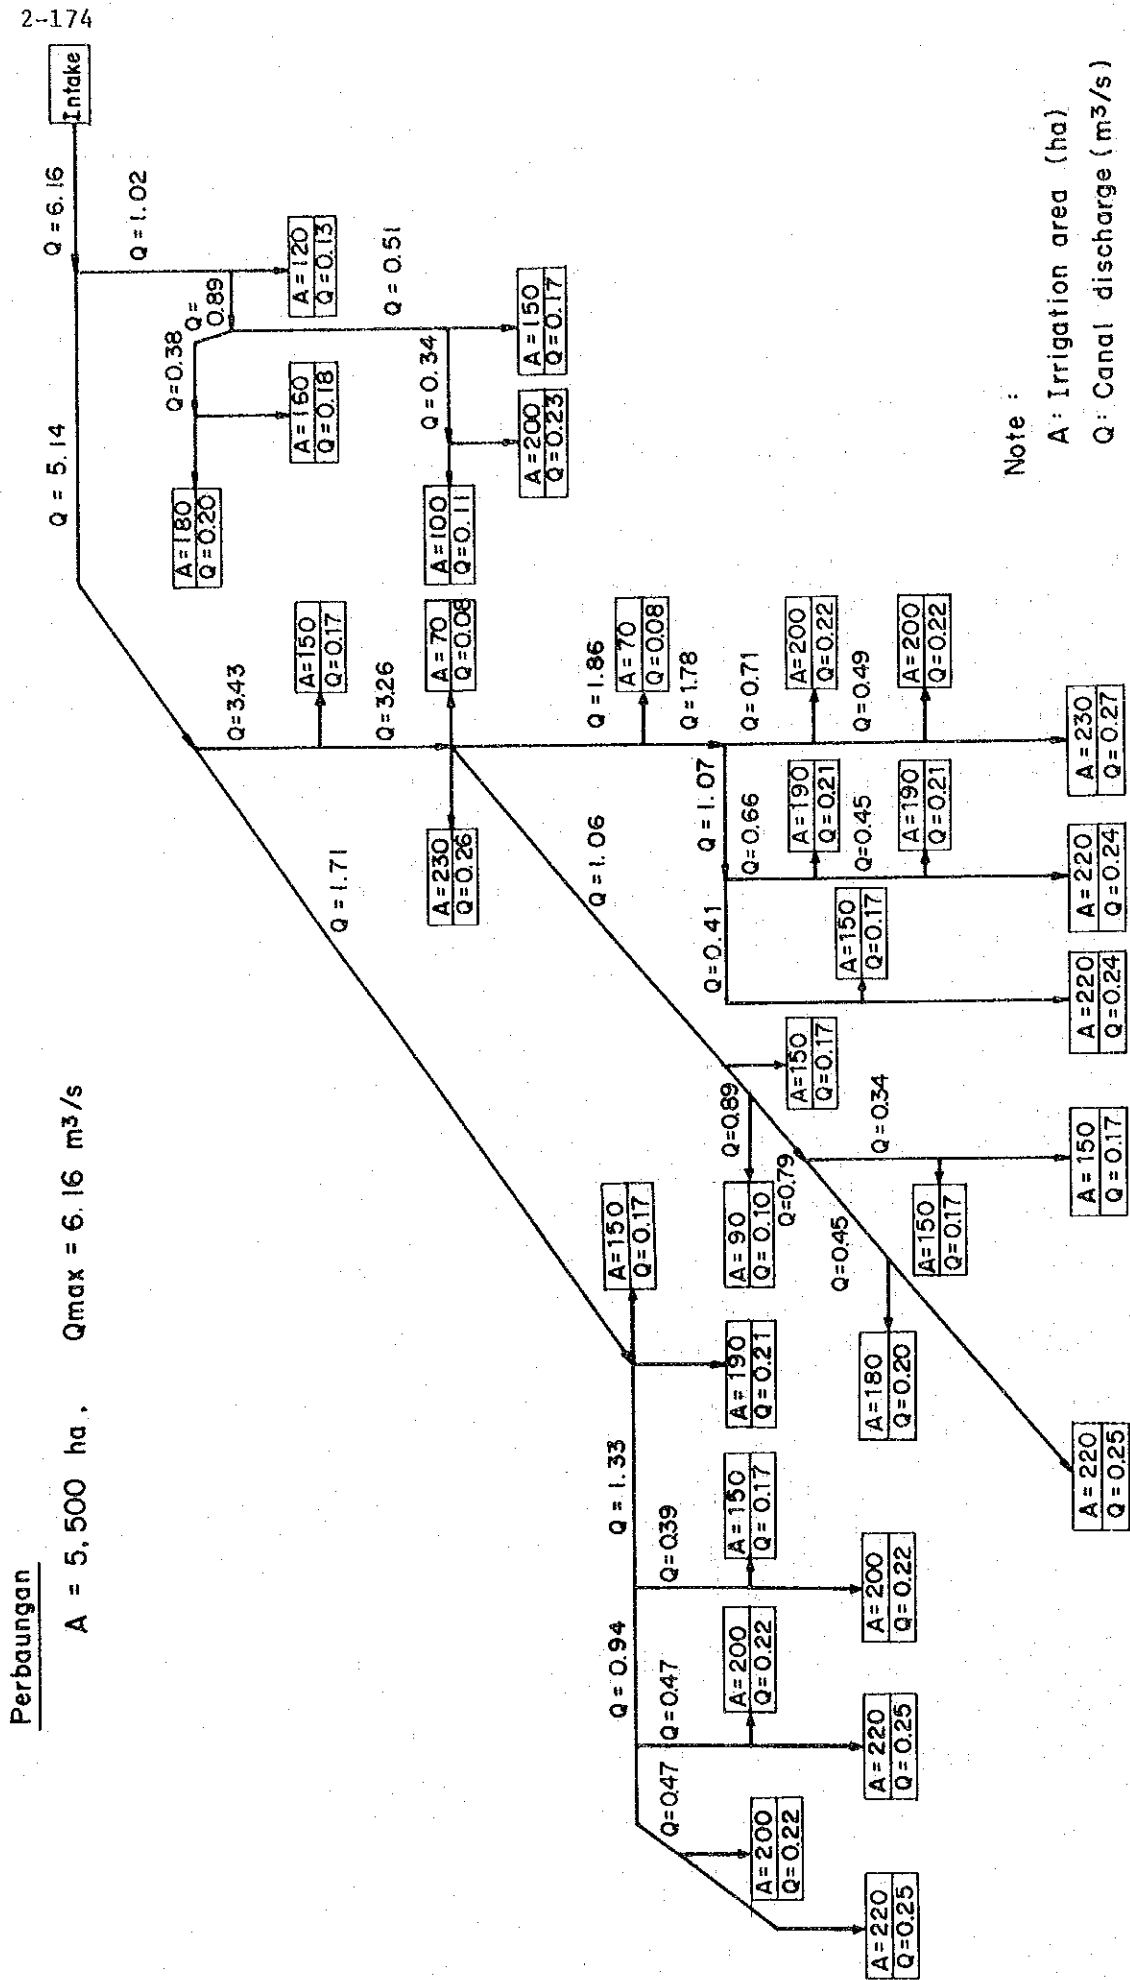 2-174
Perbaungan
A = 5,500 ha, Qmax = 6.16 m³/s
Intake
Q = 6.16
Q = 1.02
Q = 5.14
Q =
0.89
A=120
Q=0.13
Q=0.38
A=160
Q=0.18
A=180
Q=0.20
Q = 0.51
Q = 0.34
A=150
Q=0.17
A=200
Q=0.23
A=100
Q=0.11
Q=3.43
A=150
Q=0.17
Q=3.26
A=70
Q=0.08
A=230
Q=0.26
Q = 1.86
A=70
Q=0.08
Q = 1.78
Q=0.71
A=200
Q=0.22
Q=0.49
A=200
Q=0.22
A=230
Q=0.27
Q=1.07
Q=0.66
A=190
Q=0.21
Q=0.45
A=190
Q=0.21
A=220
Q=0.24
Q=0.41
A=150
Q=0.17
A=220
Q=0.24
Q = 1.06
A=150
Q=0.17
Q=0.89
A=90
Q=0.10
Q=0.79
Q=0.34
A=150
Q=0.17
A=150
Q=0.17
Q=0.45
A=180
Q=0.20
A=220
Q=0.25
Q = 1.71
A=150
Q=0.17
A=190
Q=0.21
Q = 1.33
Q=0.39
A=150
Q=0.17
A=200
Q=0.22
Q = 0.94
Q=0.47
A=200
Q=0.22
A=220
Q=0.25
Q=0.47
A=200
Q=0.22
A=220
Q=0.25
Note :
A : Irrigation area (ha)
Q : Canal discharge (m³/s)